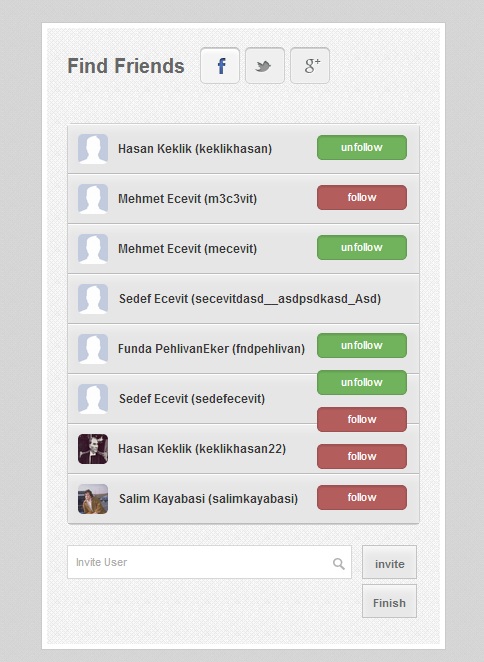 Find Friends f g+
Hasan Keklik (keklikhasan) unfollow
Mehmet Ecevit (m3c3vit) follow
Mehmet Ecevit (mecevit) unfollow
Sedef Ecevit (secevitdasd__asdpsdkasd_Asd)
Funda PehlivanEker (fndpehlivan) unfollow
unfollow
Sedef Ecevit (sedefecevit)
follow
Hasan Keklik (keklikhasan22)
follow
Salim Kayabasi (salimkayabasi) follow
Invite User invite
Finish